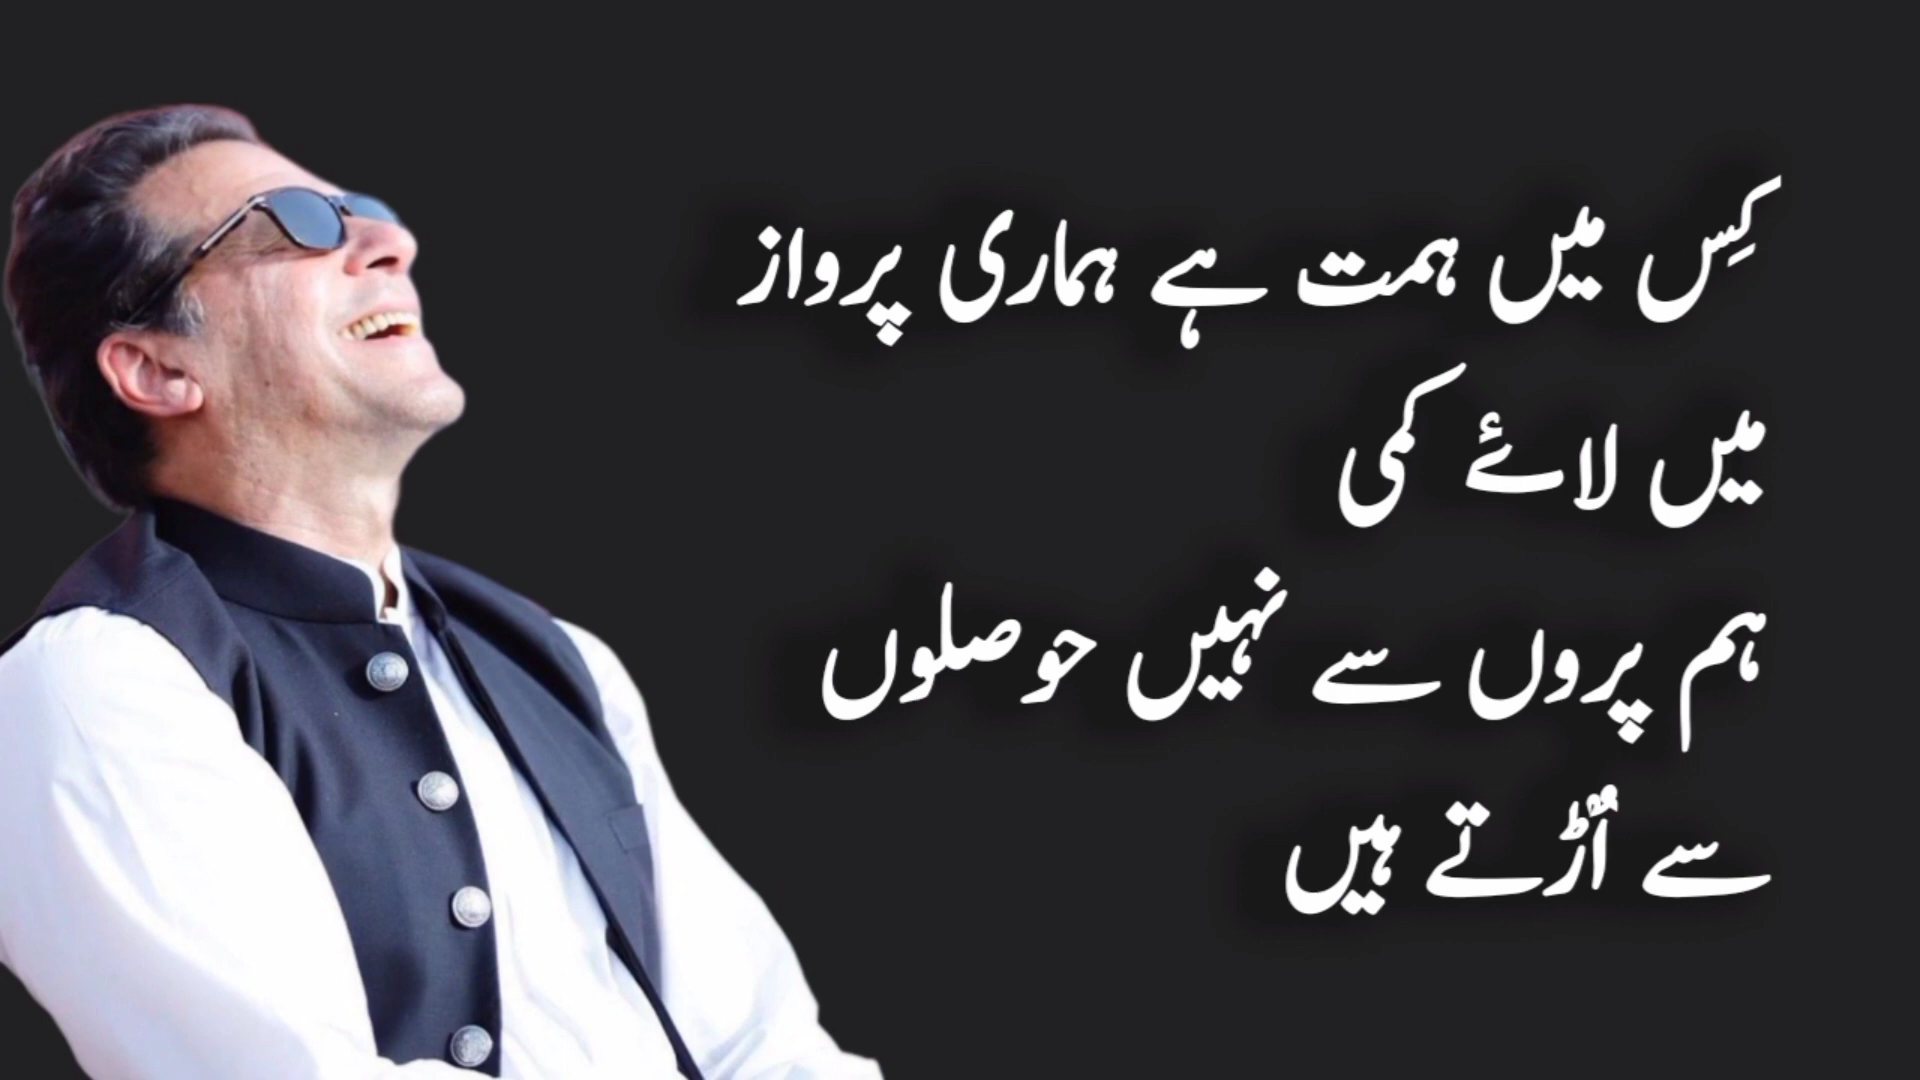 کِس میں ہمت ہے ہماری پرواز
میں لائے کمی
ہم پروں سے نہیں حوصلوں
سے اُڑتے ہیں